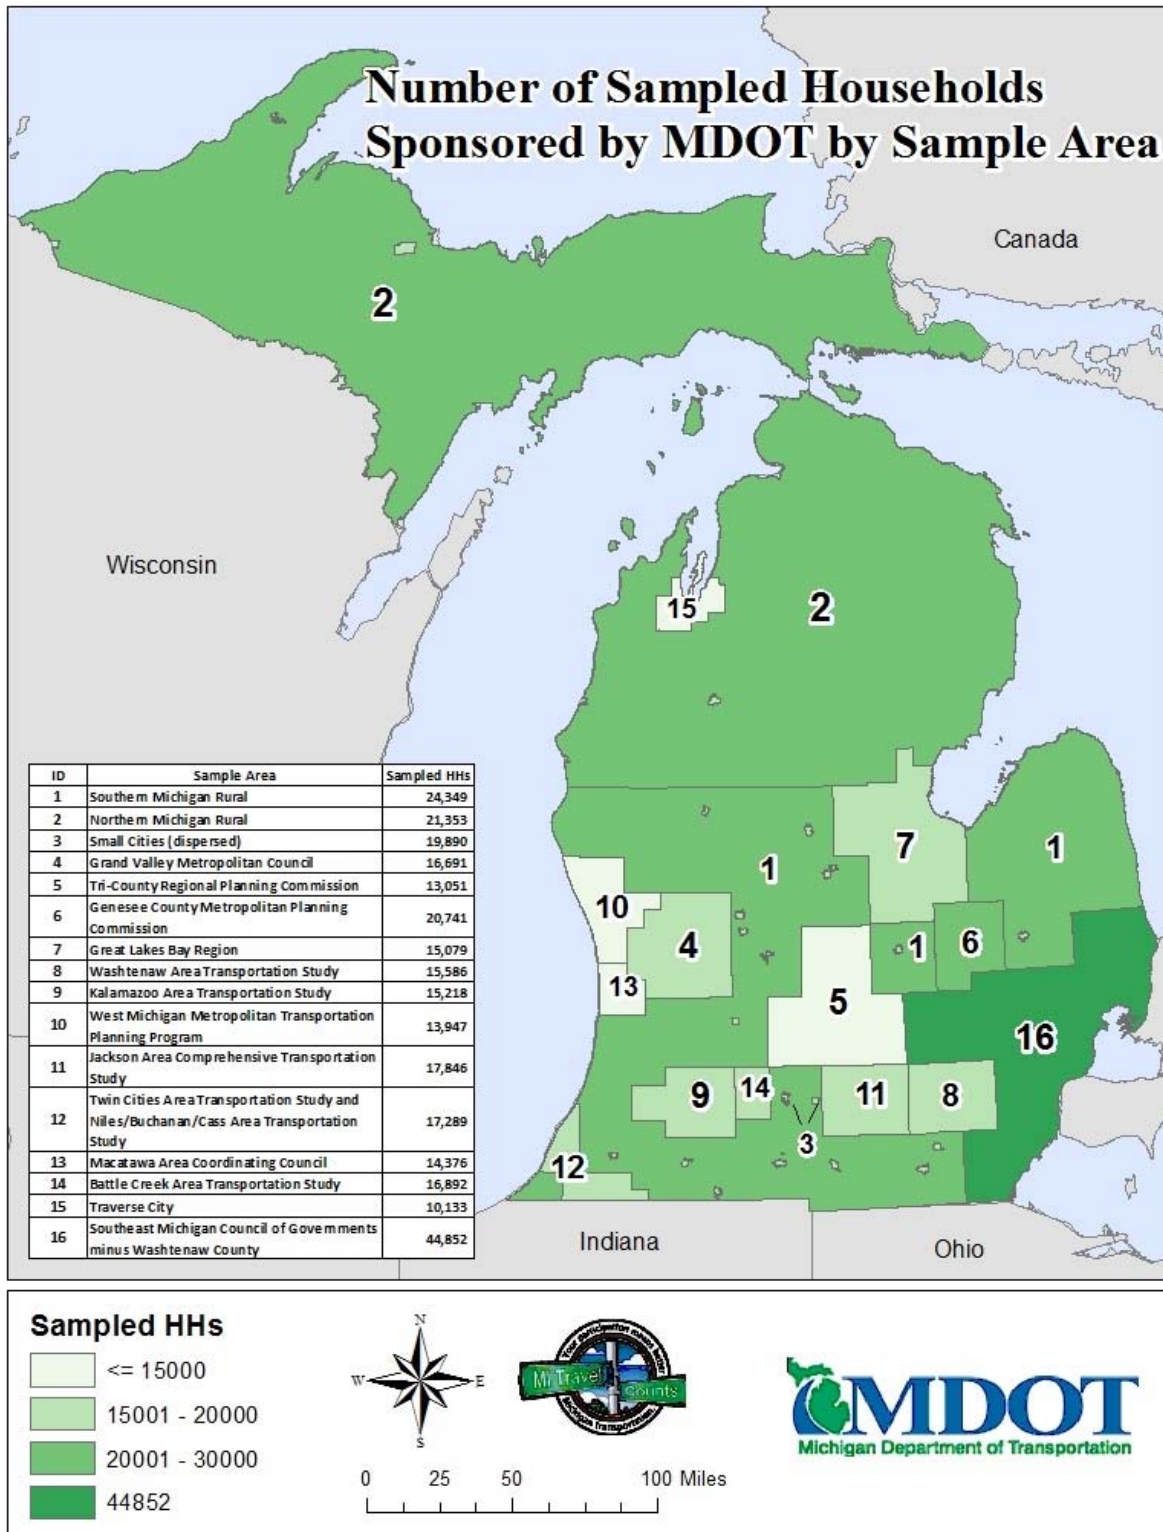 Number of Sampled Households
Sponsored by MDOT by Sample Area
Canada
2
Wisconsin
15
2
ID Sample Area Sampled HHs
1 Southern Michigan Rural 24,349
2 Northern Michigan Rural 21,353
3 Small Cities (dispersed) 19,890
4 Grand Valley Metropolitan Council 16,691
5 Tri-County Regional Planning Commission 13,051
6 Genesee County Metropolitan Planning
Commission 20,741
7 Great Lakes Bay Region 15,079
8 Washtenaw Area Transportation Study 15,586
9 Kalamazoo Area Transportation Study 15,218
10 West Michigan Metropolitan Transportation
Planning Program 13,947
11 Jackson Area Comprehensive Transportation
Study 17,846
12 Twin Cities Area Transportation Study and
Niles/Buchanan/Cass Area Transportation
Study 17,289
13 Macatawa Area Coordinating Council 14,376
14 Battle Creek Area Transportation Study 16,892
15 Traverse City 10,133
16 Southeast Michigan Council of Governments
minus Washtenaw County 44,852
7
1
1
10
4
1
6
13
5
16
9
14
11
8
3
12
Indiana
Ohio
Sampled HHs
<= 15000
15001 - 20000
20001 - 30000
44852
N
W
E
S
0 25 50 100 Miles
Your participation means better
MI Travel
Counts
Michigan transportation.
MDOT
Michigan Department of Transportation